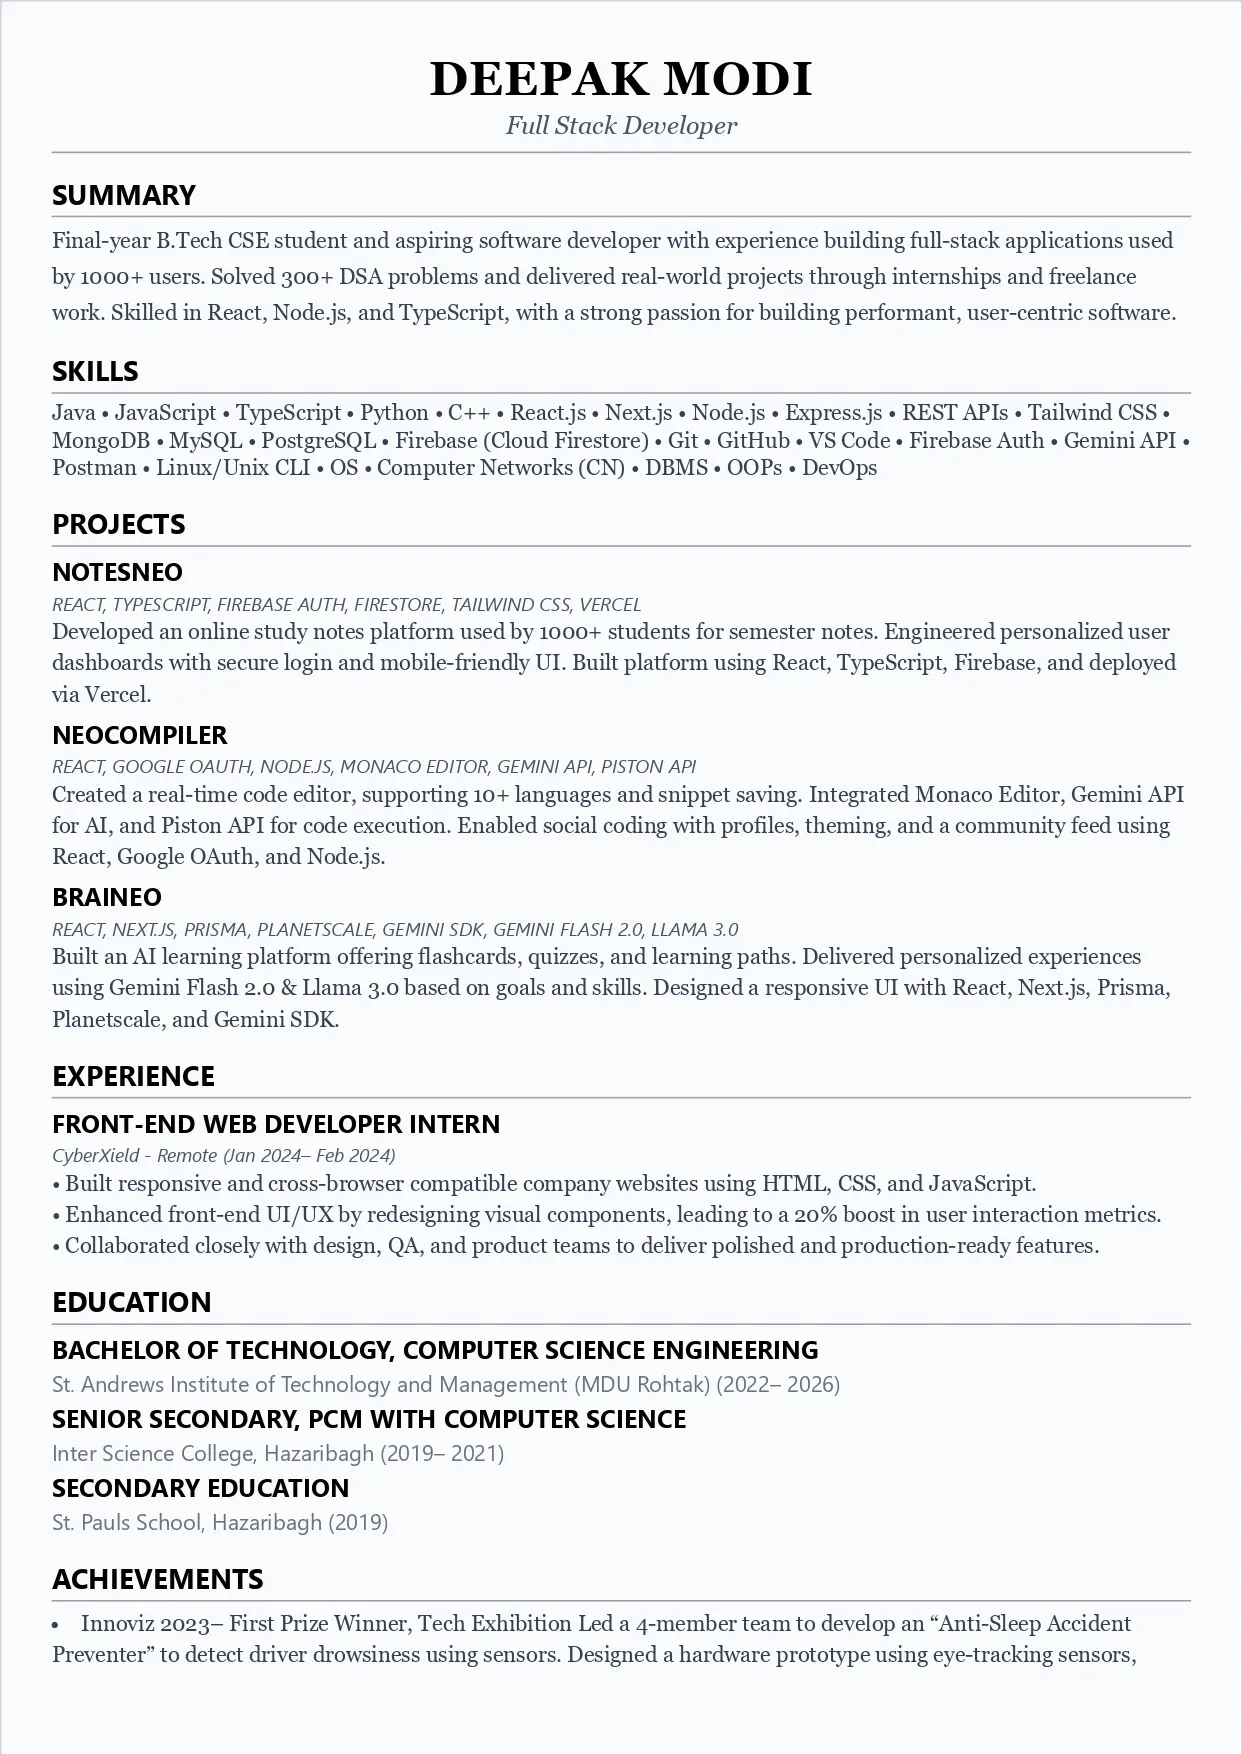 DEEPAK MODI
Full Stack Developer
SUMMARY
Final-year B.Tech CSE student and aspiring software developer with experience building full-stack applications used
by 1000+ users. Solved 300+ DSA problems and delivered real-world projects through internships and freelance
work. Skilled in React, Node.js, and TypeScript, with a strong passion for building performant, user-centric software.
SKILLS
Java • JavaScript • TypeScript • Python • C++ • React.js • Next.js • Node.js • Express.js • REST APIs • Tailwind CSS •
MongoDB • MySQL • PostgreSQL • Firebase (Cloud Firestore) • Git • GitHub • VS Code • Firebase Auth • Gemini API •
Postman • Linux/Unix CLI • OS • Computer Networks (CN) • DBMS • OOPs • DevOps
PROJECTS
NOTESNEO
REACT, TYPESCRIPT, FIREBASE AUTH, FIRESTORE, TAILWIND CSS, VERCEL
Developed an online study notes platform used by 1000+ students for semester notes. Engineered personalized user
dashboards with secure login and mobile-friendly UI. Built platform using React, TypeScript, Firebase, and deployed
via Vercel.
NEOCOMPILER
REACT, GOOGLE OAUTH, NODE.JS, MONACO EDITOR, GEMINI API, PISTON API
Created a real-time code editor, supporting 10+ languages and snippet saving. Integrated Monaco Editor, Gemini API
for AI, and Piston API for code execution. Enabled social coding with profiles, theming, and a community feed using
React, Google OAuth, and Node.js.
BRAINEO
REACT, NEXT.JS, PRISMA, PLANETSCALE, GEMINI SDK, GEMINI FLASH 2.0, LLAMA 3.0
Built an AI learning platform offering flashcards, quizzes, and learning paths. Delivered personalized experiences
using Gemini Flash 2.0 & Llama 3.0 based on goals and skills. Designed a responsive UI with React, Next.js, Prisma,
Planetscale, and Gemini SDK.
EXPERIENCE
FRONT-END WEB DEVELOPER INTERN
CyberXield - Remote (Jan 2024– Feb 2024)
• Built responsive and cross-browser compatible company websites using HTML, CSS, and JavaScript.
• Enhanced front-end UI/UX by redesigning visual components, leading to a 20% boost in user interaction metrics.
• Collaborated closely with design, QA, and product teams to deliver polished and production-ready features.
EDUCATION
BACHELOR OF TECHNOLOGY, COMPUTER SCIENCE ENGINEERING
St. Andrews Institute of Technology and Management (MDU Rohtak) (2022– 2026)
SENIOR SECONDARY, PCM WITH COMPUTER SCIENCE
Inter Science College, Hazaribagh (2019– 2021)
SECONDARY EDUCATION
St. Pauls School, Hazaribagh (2019)
ACHIEVEMENTS
• Innoviz 2023– First Prize Winner, Tech Exhibition Led a 4-member team to develop an “Anti-Sleep Accident
Preventer” to detect driver drowsiness using sensors. Designed a hardware prototype using eye-tracking sensors,